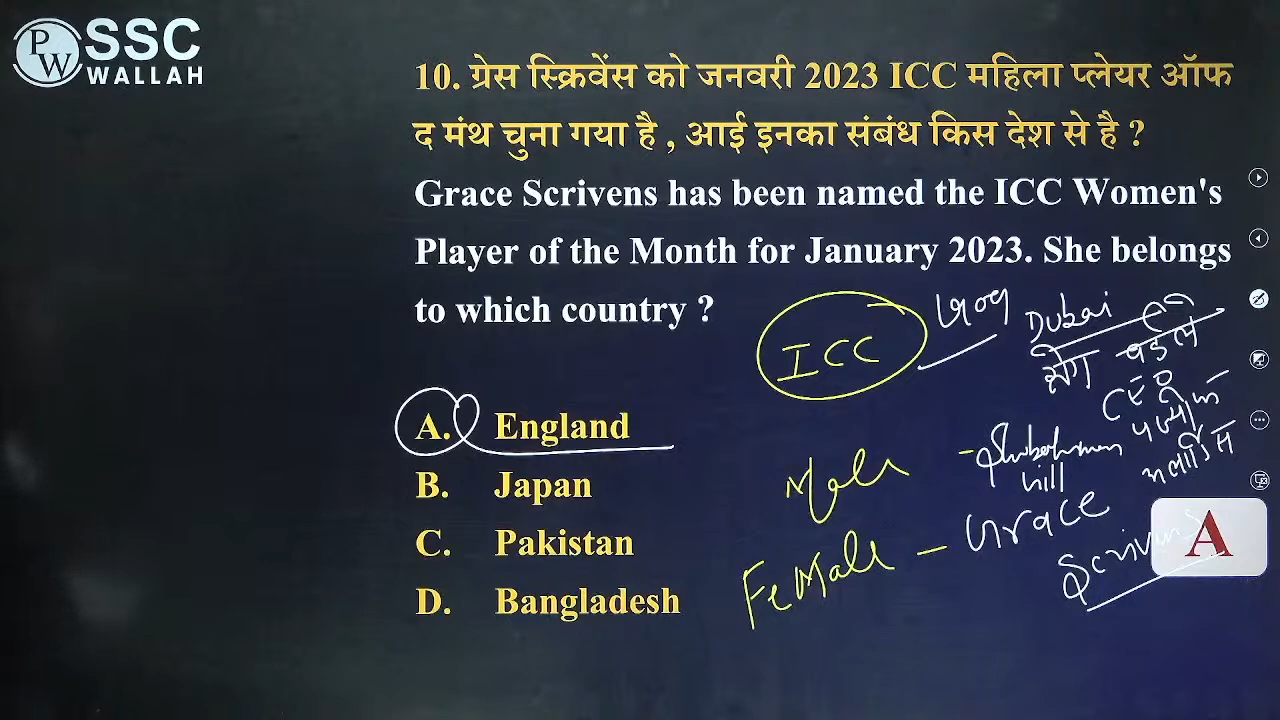 PW SSC
WALLAH
10. ग्रेस स्क्रिवेंस को जनवरी 2023 ICC महिला प्लेयर ऑफ
द मंथ चुना गया है , आई इनका संबंध किस देश से है ?
Grace Scrivens has been named the ICC Women's
Player of the Month for January 2023. She belongs
to which country ?
ICC
Dubai
CEO
A. England
B. Japan
C. Pakistan
D. Bangladesh
Male -
Female - Grace
Scrivens
A